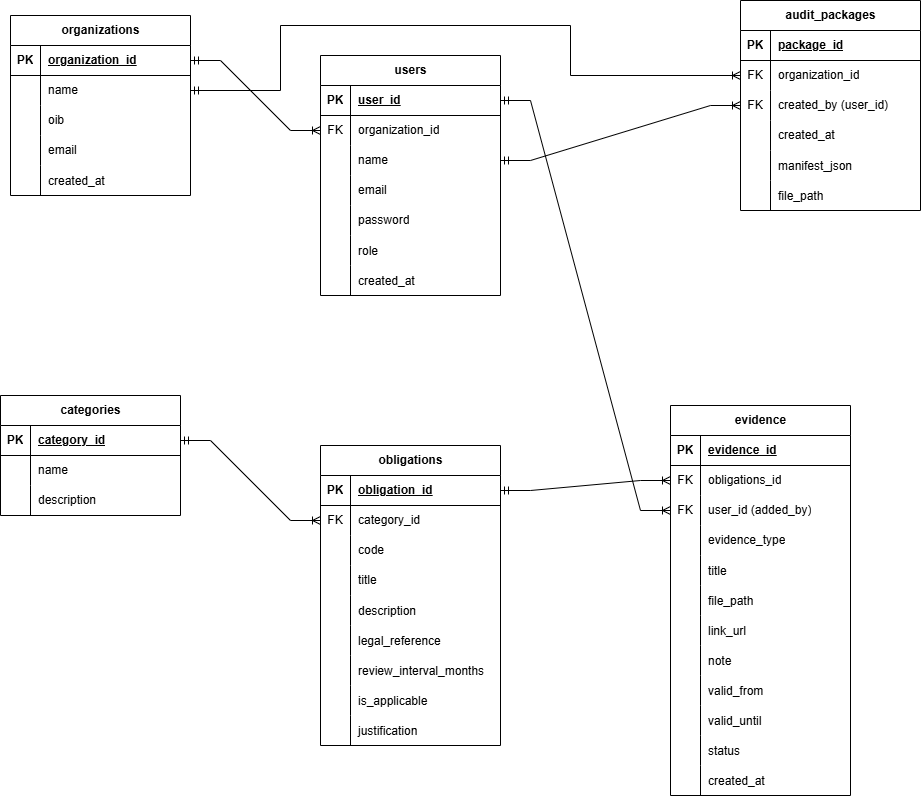 organizations
PK organization_id
name
oib
email
created_at
users
PK user_id
FK organization_id
name
email
password
role
created_at
audit_packages
PK package_id
FK organization_id
FK created_by (user_id)
created_at
manifest_json
file_path
categories
PK category_id
name
description
obligations
PK obligation_id
FK category_id
code
title
description
legal_reference
review_interval_months
is_applicable
justification
evidence
PK evidence_id
FK obligations_id
FK user_id (added_by)
evidence_type
title
file_path
link_url
note
valid_from
valid_until
status
created_at